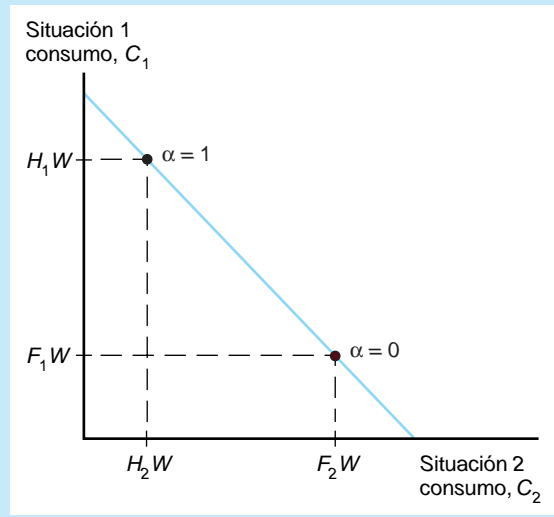 Situación 1
consumo, C₁
H₁W
α = 1
F₁W
α = 0
H₂W
F₂W
Situación 2
consumo, C₂